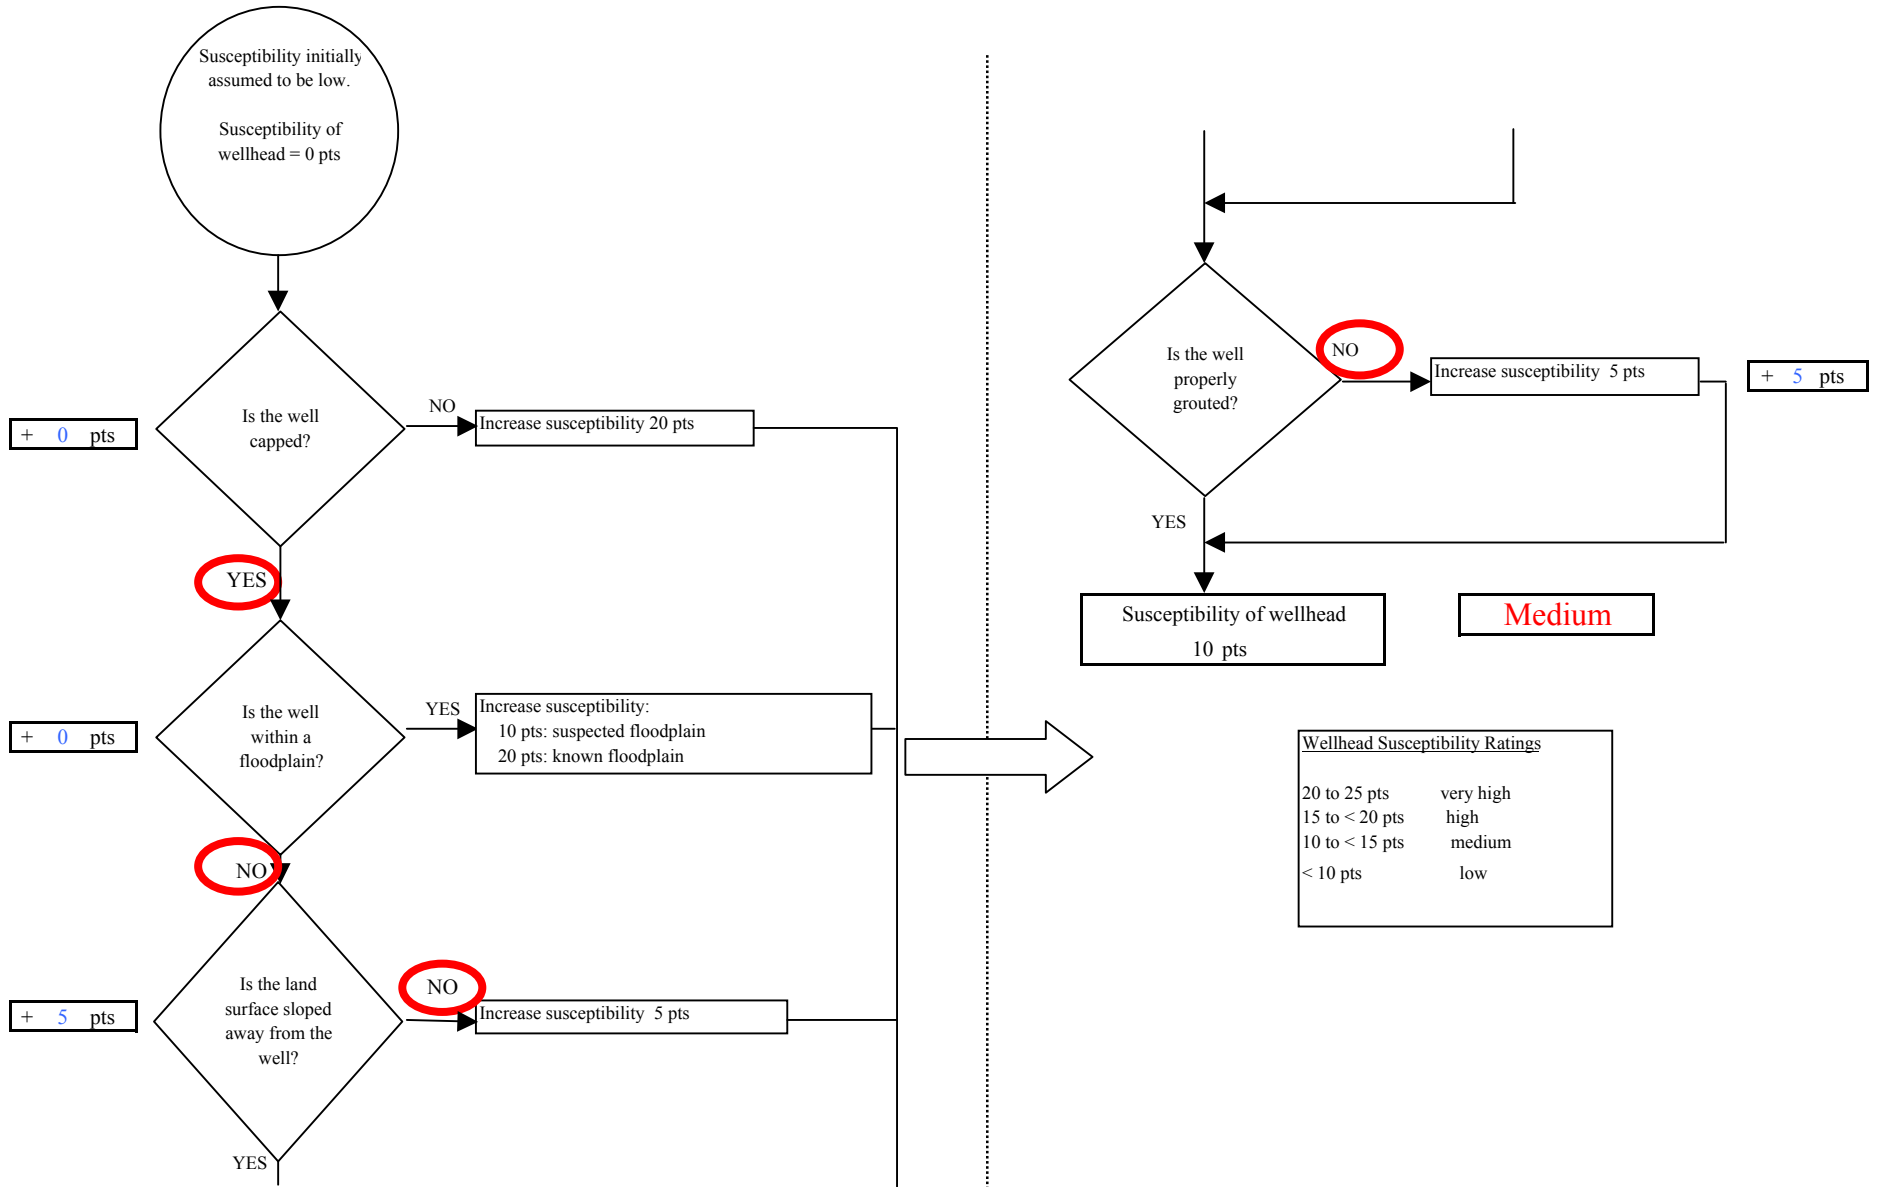 Susceptibility initially
assumed to be low.
Susceptibility of
wellhead = 0 pts
Is the well
capped?
NO
Increase susceptibility 20 pts
+ 0 pts
YES
Is the well
within a
floodplain?
YES
Increase susceptibility:
10 pts: suspected floodplain
20 pts: known floodplain
+ 0 pts
NO
Is the land
surface sloped
away from the
well?
NO
Increase susceptibility 5 pts
+ 5 pts
YES
Is the well
properly
grouted?
NO
Increase susceptibility 5 pts
+ 5 pts
YES
Susceptibility of wellhead
10 pts
Medium
Wellhead Susceptibility Ratings
20 to 25 pts very high
15 to < 20 pts high
10 to < 15 pts medium
< 10 pts low